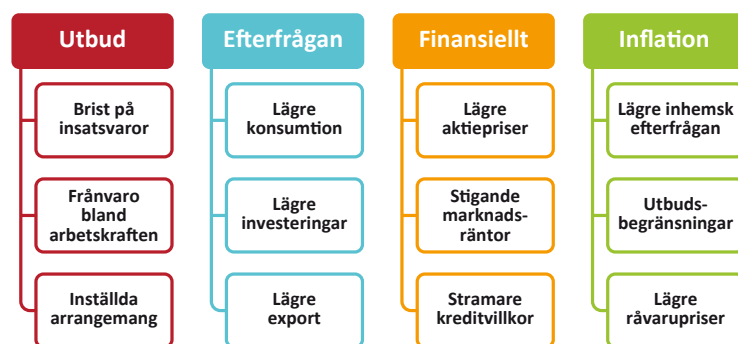 Utbud
Brist på
insatsvaror
Frånvaro
bland
arbetskraften
Inställda
arrangemang
Efterfrågan
Lägre
konsumtion
Lägre
investeringar
Lägre
export
Finansiellt
Lägre
aktiepriser
Stigande
marknads-
räntor
Stramare
kreditvillkor
Inflation
Lägre inhemsk
efterfrågan
Utbuds-
begränsningar
Lägre
råvarupriser